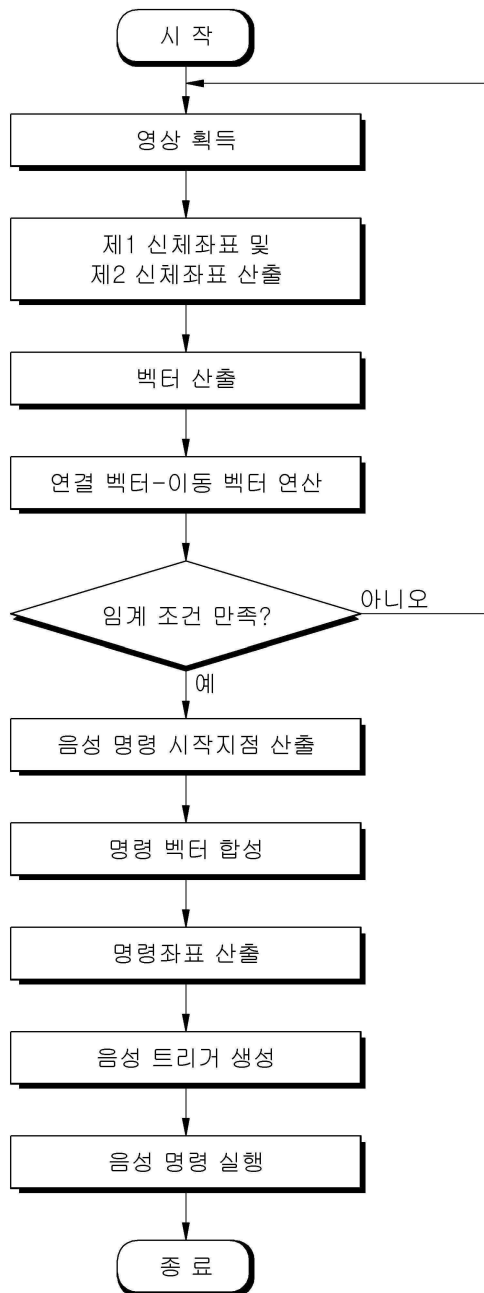 시 작
영상 획득
제1 신체좌표 및
제2 신체좌표 산출
벡터 산출
연결 벡터-이동 벡터 연산
임계 조건 만족?
아니오
예
음성 명령 시작지점 산출
명령 벡터 합성
명령좌표 산출
음성 트리거 생성
음성 명령 실행
종 료